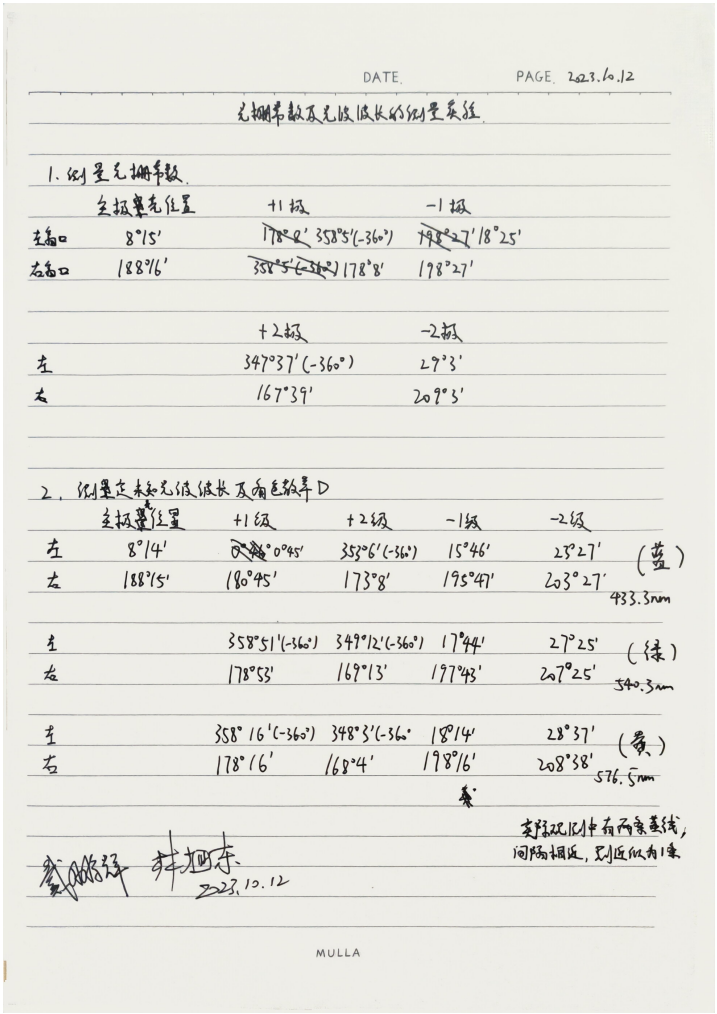 DATE. PAGE. 2023.10.12
光栅常数及光波波长的测量实验.
1. 测量光栅常数.
主极亮位置 +1极 -1极
左窗口 8°15' 178°8' 358°5'(-360°) 198°27' 18°25'
右窗口 188°16' 358°5'(-360°) 178°8' 198°27'
+2极 -2极
左 347°37'(-360°) 29°3'
右 167°39' 209°3'
2. 测量定未知光波波长及角色散率D
主极亮位置 +1级 +2级 -1级 -2级
左 8°14' 0°45' 353°6'(-360°) 15°46' 23°27' (蓝)
右 188°15' 180°45' 173°8' 195°47' 203°27' 433.3nm
左 358°51'(-360°) 349°12'(-360°) 17°44' 27°25' (绿)
右 178°53' 169°13' 197°43' 207°25' 540.3nm
左 358°16'(-360°) 348°3'(-360° 18°14' 28°37' (黄)
右 178°16' 168°4' 198°16' 208°38' 576.5nm
实际观测中有两条黄线,
间隔相近, 则近似为1条
2023.10.12
MULLA